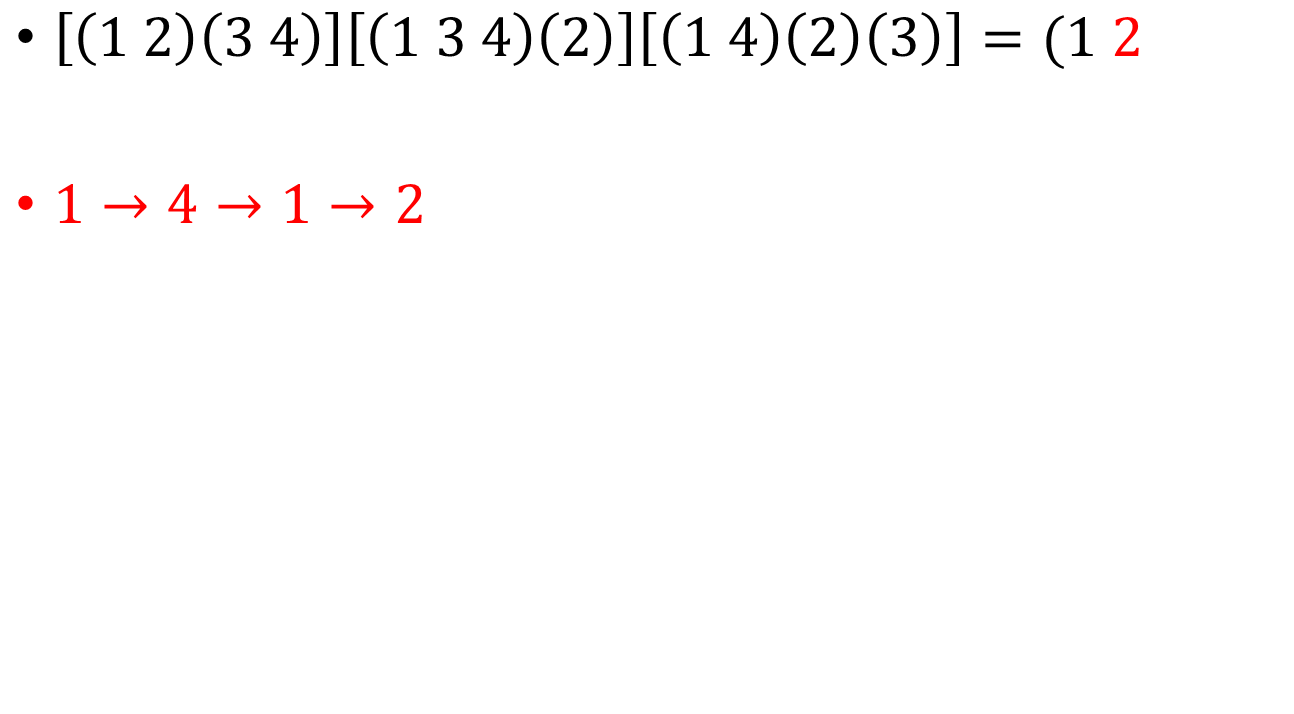 • [(1 2)(3 4)][(1 3 4)(2)][(1 4)(2)(3)] = (1 2
• 1 → 4 → 1 → 2